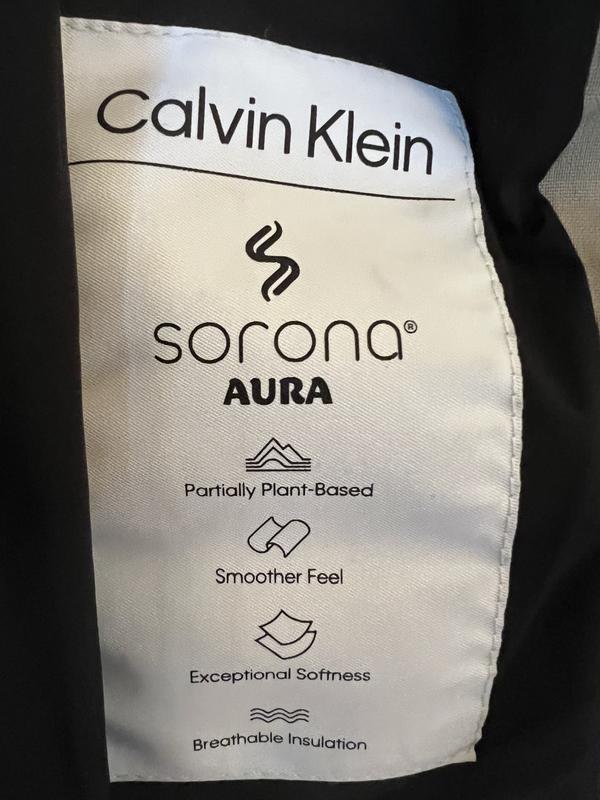 Calvin Klein
sorona®
AURA
Partially Plant-Based
Smoother Feel
Exceptional Softness
Breathable Insulation